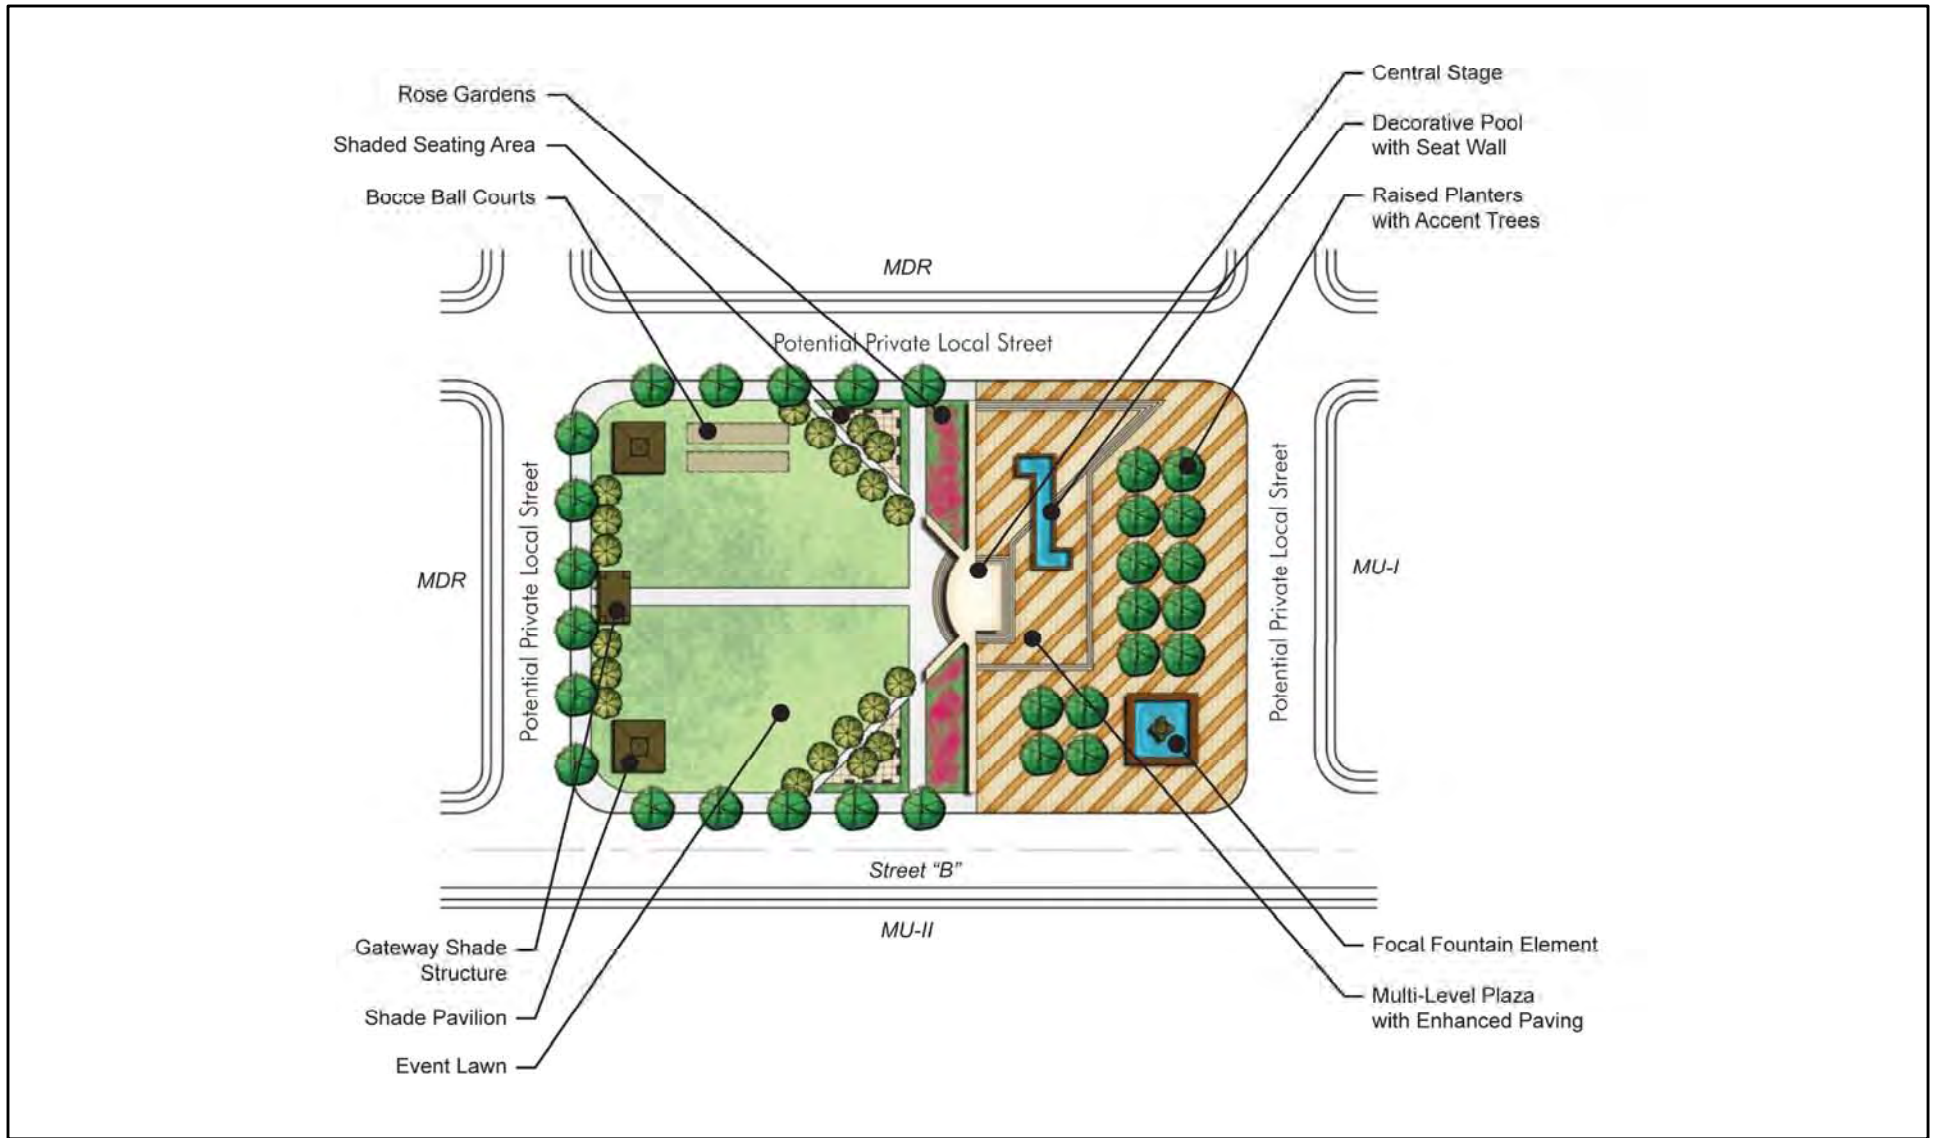 Rose Gardens
Shaded Seating Area
Bocce Ball Courts
Central Stage
Decorative Pool
with Seat Wall
Raised Planters
with Accent Trees
MDR
Potential Private Local Street
MDR
Potential Private Local Street
Potential Private Local Street
MU-I
Street “B”
MU-II
Gateway Shade
Structure
Shade Pavilion
Event Lawn
Focal Fountain Element
Multi-Level Plaza
with Enhanced Paving